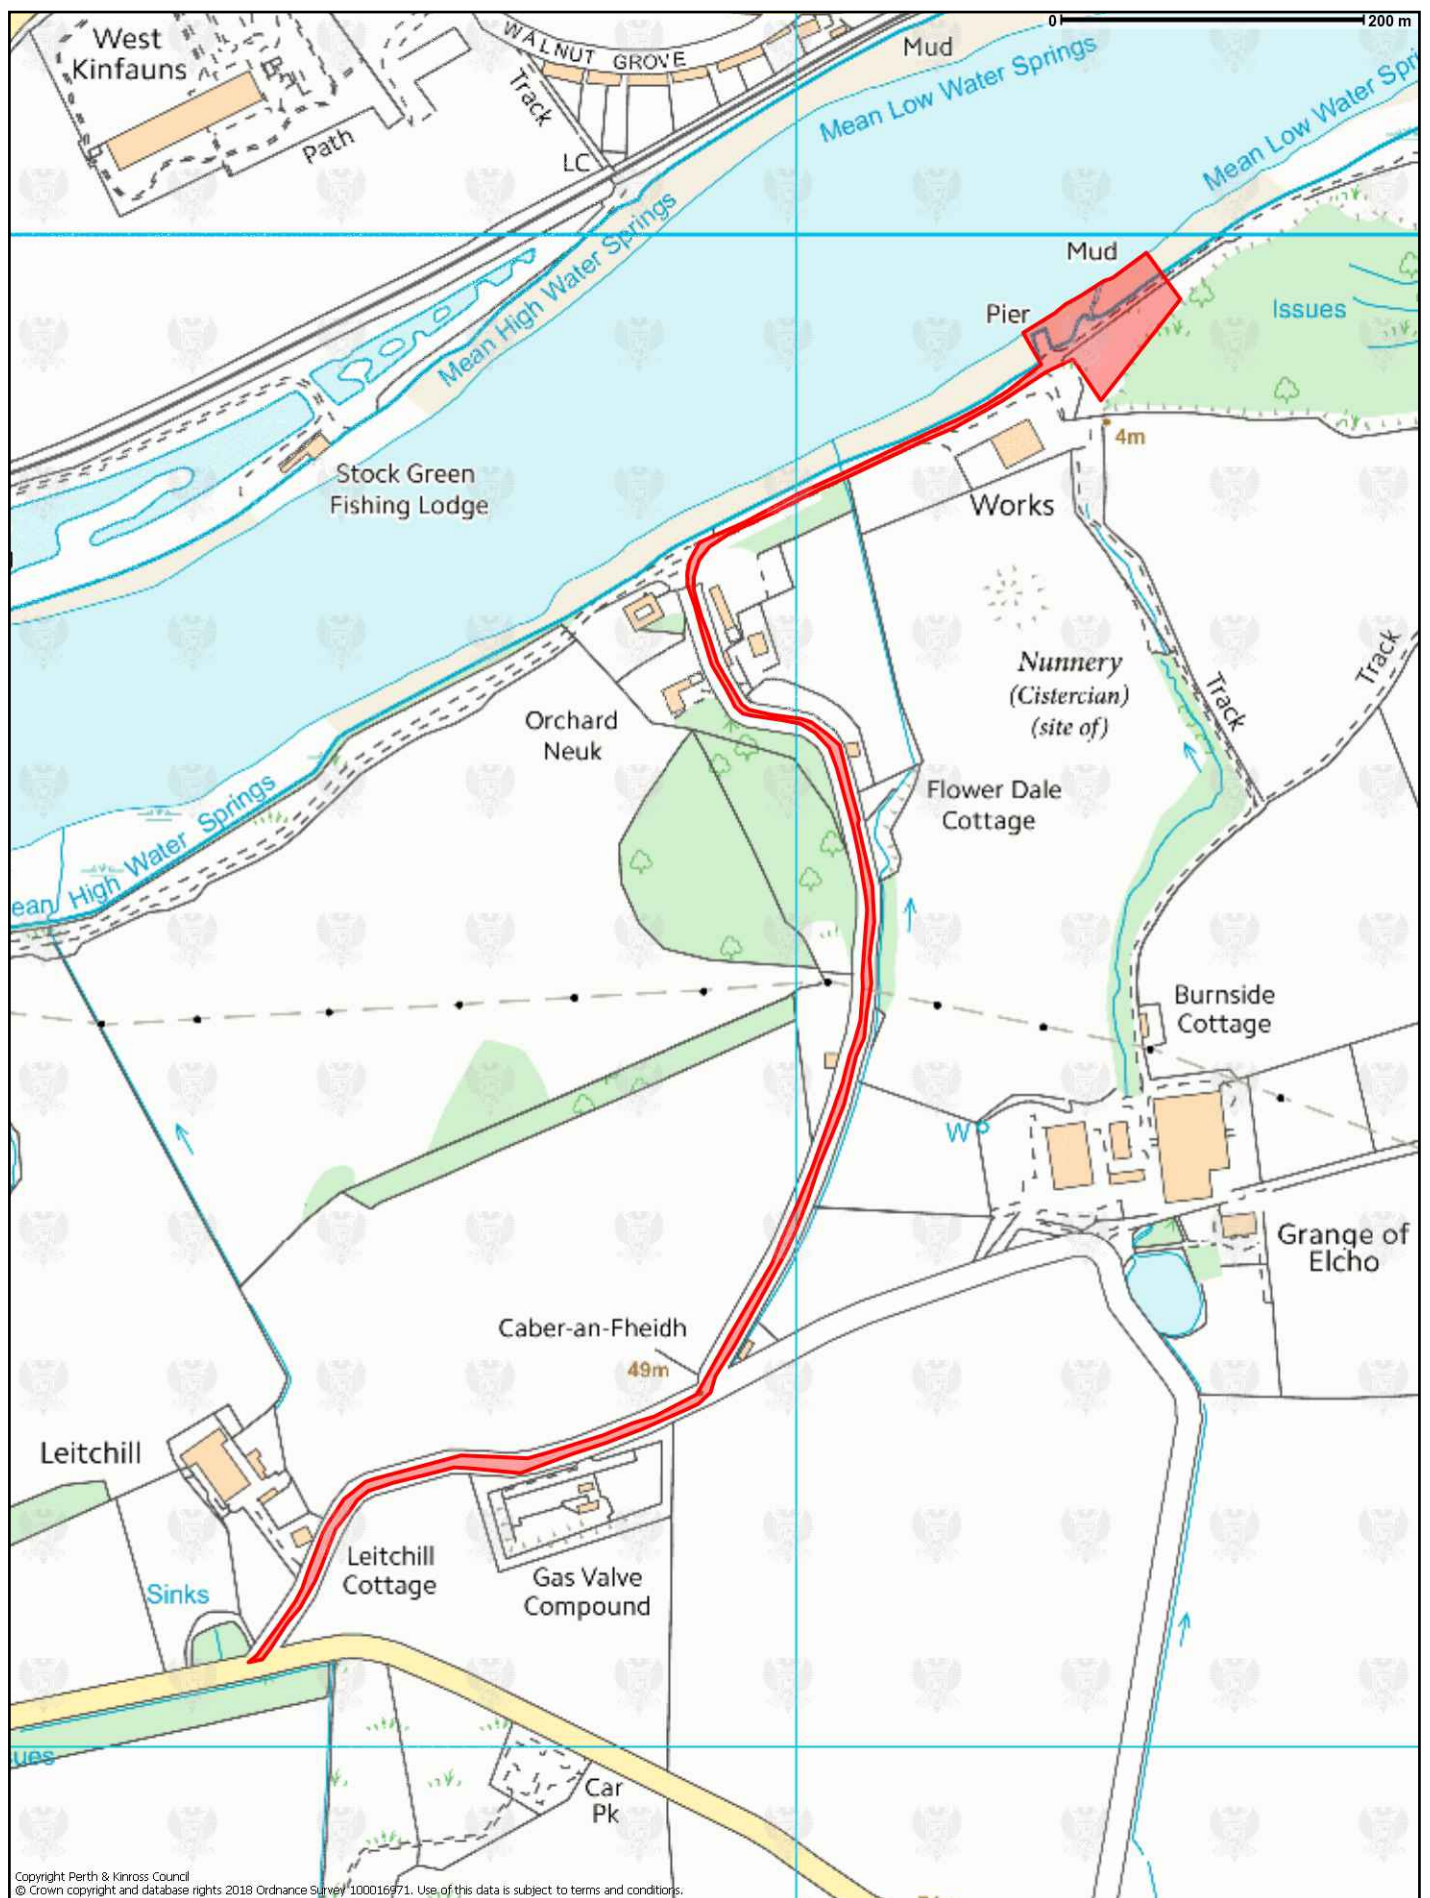 0 200 m
West
Kinfauns
WALNUT GROVE
Mud
Track
Path
LC
Mean Low Water Springs
Mean Low Water Spri
Mean High Water Springs
Mud
Pier
Issues
4m
Stock Green
Fishing Lodge
Works
Nunnery
(Cistercian)
(site of)
Track
Track
Orchard
Neuk
Flower Dale
Cottage
ean High Water Springs
Burnside
Cottage
W
Grange of
Elcho
Caber-an-Fheidh
49m
Leitchill
Leitchill
Cottage
Gas Valve
Compound
Sinks
sues
Car
Pk
Copyright Perth & Kinross Council
© Crown copyright and database rights 2018 Ordnance Survey 100016971. Use of this data is subject to terms and conditions.